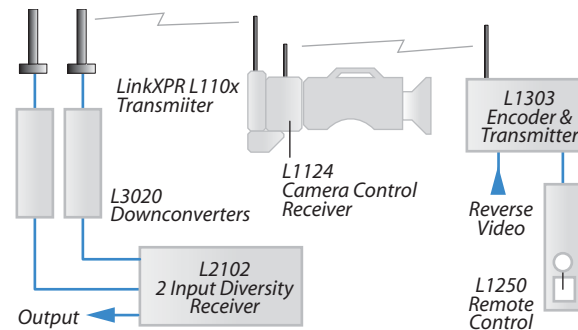 LinkXPR L110x
Transmiiter
L1303
Encoder &
Transmitter
L1124
Camera Control
Receiver
L3020
Downconverters
Reverse
Video
L2102
2 Input Diversity
Receiver
L1250
Remote
Control
Output